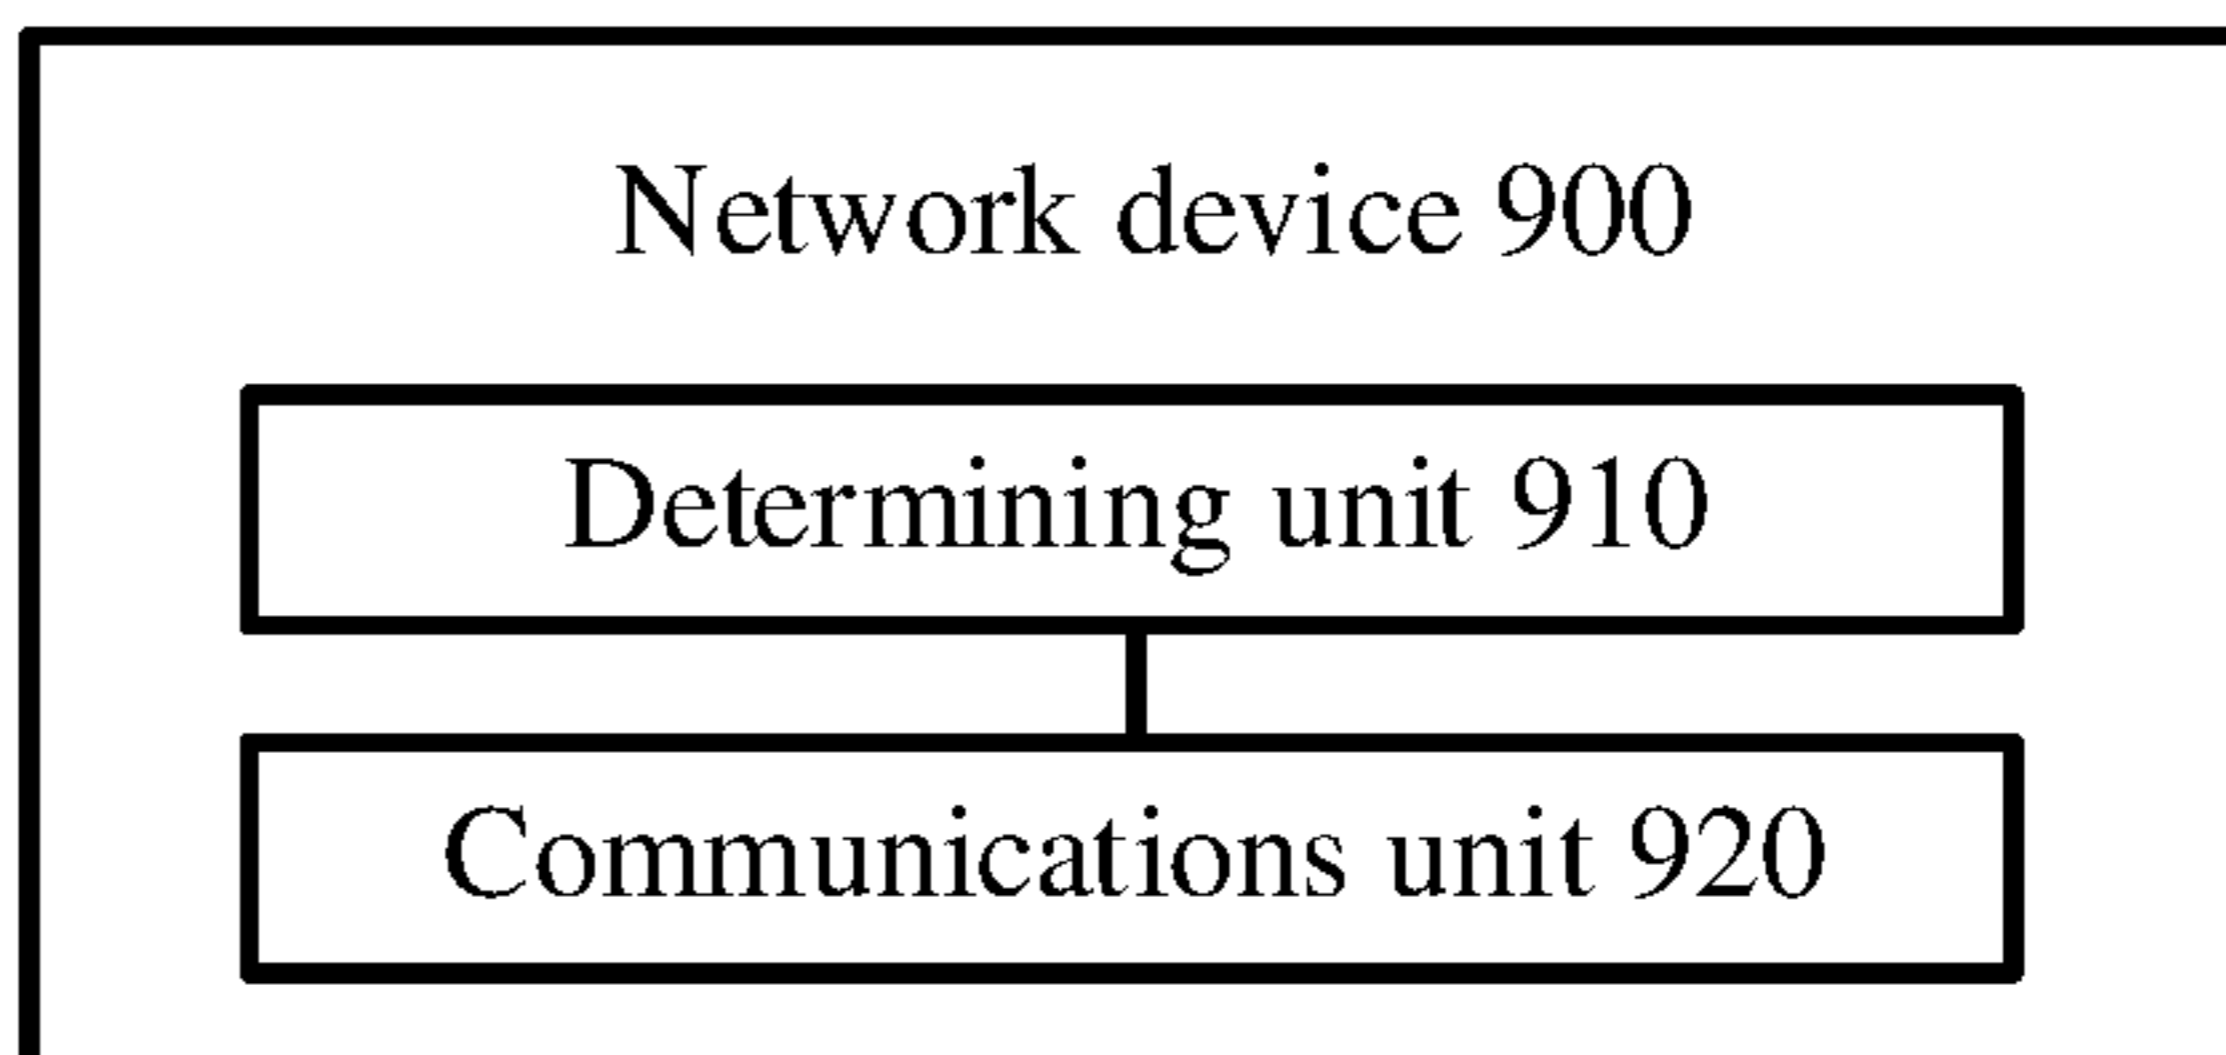 Network device 900
Determining unit 910
Communications unit 920